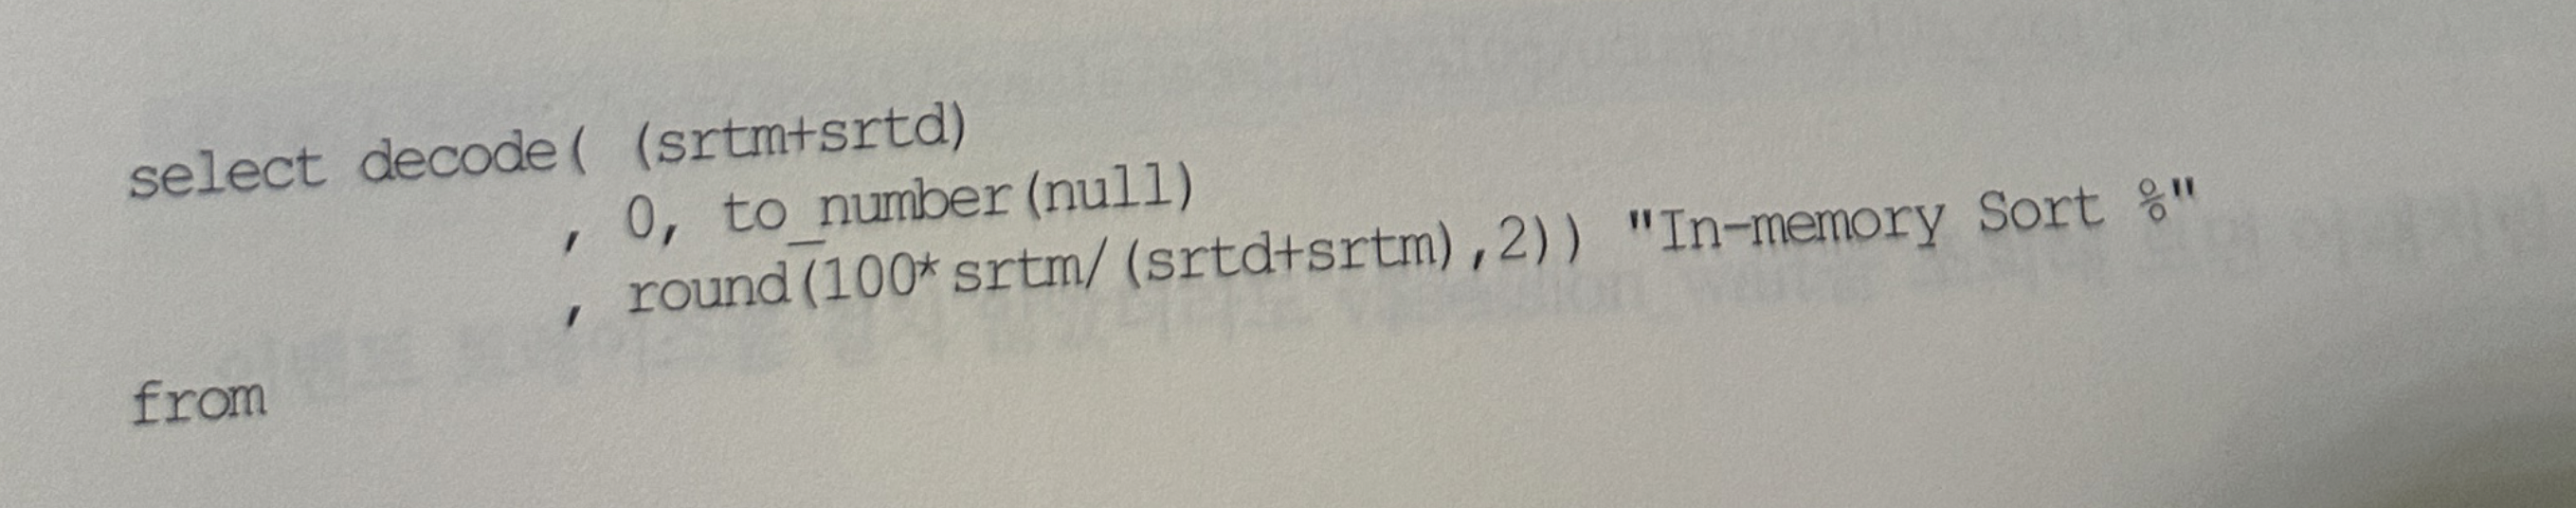 select decode( (srtm+srtd)
, 0, to_number(null)
, round(100*srtm/(srtd+srtm),2)) "In-memory Sort %"
from